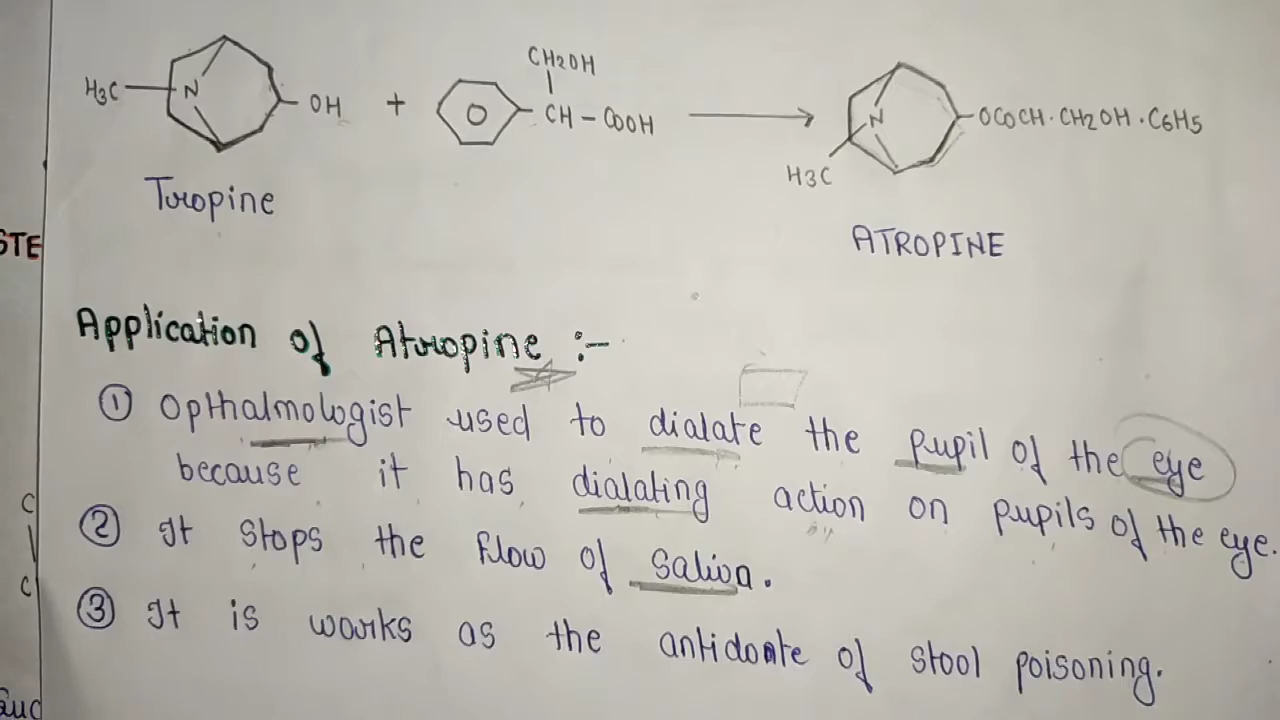 CH2OH
H3C N OH + CH - COOH → N OCOCH · CH2OH · C6H5
H3C
Tropine
ATROPINE
STE
Application of Atropine :-
① Opthalmologist used to dialate the pupil of the eye
because it has dialating action on pupils of the eye.
② It stops the flow of saliva.
③ It is works as the antidonte of stool poisoning.
C
C